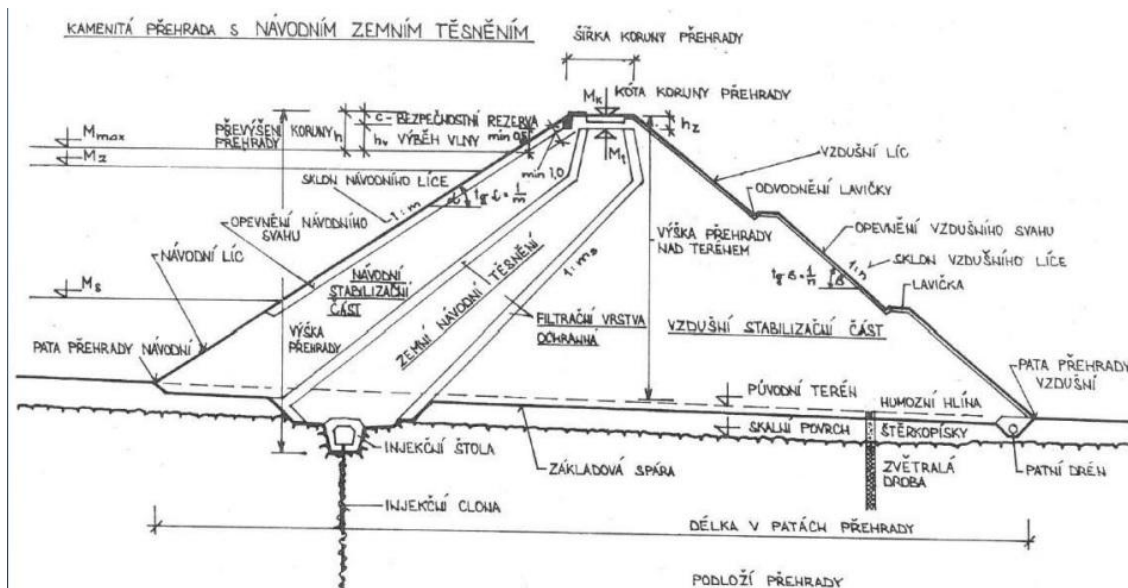 KAMENITÁ PŘEHRADA S NÁVODNÍM ZEMNÍM TĚSNĚNÍM
ŠÍŘKA KORUNY PŘEHRADY
Mk
KÓTA KORUNY PŘEHRADY
PŘEVÝŠENÍ
PŘEHRADY
KORUNY h
c - BEZPEČNOSTNÍ REZERVA
hv VÝBĚH VLNY
min 0,5
hz
Mmax
Mz
Mt
min 1,0
VZDUŠNÍ LÍC
SKLON NÁVODNÍHO LÍCE
1:m
tg α = 1/m
ODVODNĚNÍ LAVIČKY
OPEVNĚNÍ NÁVODNÍHO
SVAHU
OPEVNĚNÍ VZDUŠNÍHO SVAHU
VÝŠKA PŘEHRADY
NAD TERÉNEM
NÁVODNÍ LÍC
1:n
SKLON VZDUŠNÍHO LÍCE
tg β = 1/n
β
Ms
NÁVODNÍ
STABILIZAČNÍ
ČÁST
ZEMNÍ NÁVODNÍ TĚSNĚNÍ
1:ms
LAVIČKA
FILTRAČNÍ VRSTVA
OCHRANNÁ
VZDUŠNÍ STABILIZAČNÍ ČÁST
VÝŠKA
PŘEHRADY
PATA PŘEHRADY NÁVODNÍ
PATA PŘEHRADY
VZDUŠNÍ
PŮVODNÍ TERÉN
HUMOZNÍ HLÍNA
SKALNÍ POVRCH
ŠTĚRKOPÍSKY
INJEKČNÍ ŠTOLA
ZÁKLADOVÁ SPÁRA
ZVĚTRALÁ
DROBA
PATNÍ DRÉN
INJEKČNÍ CLONA
DÉLKA V PATÁCH PŘEHRADY
PODLOŽÍ PŘEHRADY